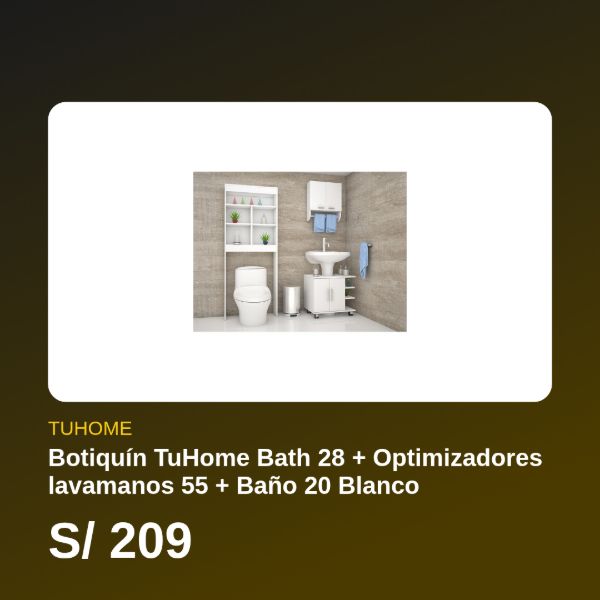 TUHOME
Botiquín TuHome Bath 28 + Optimizadores
lavamanos 55 + Baño 20 Blanco
S/ 209